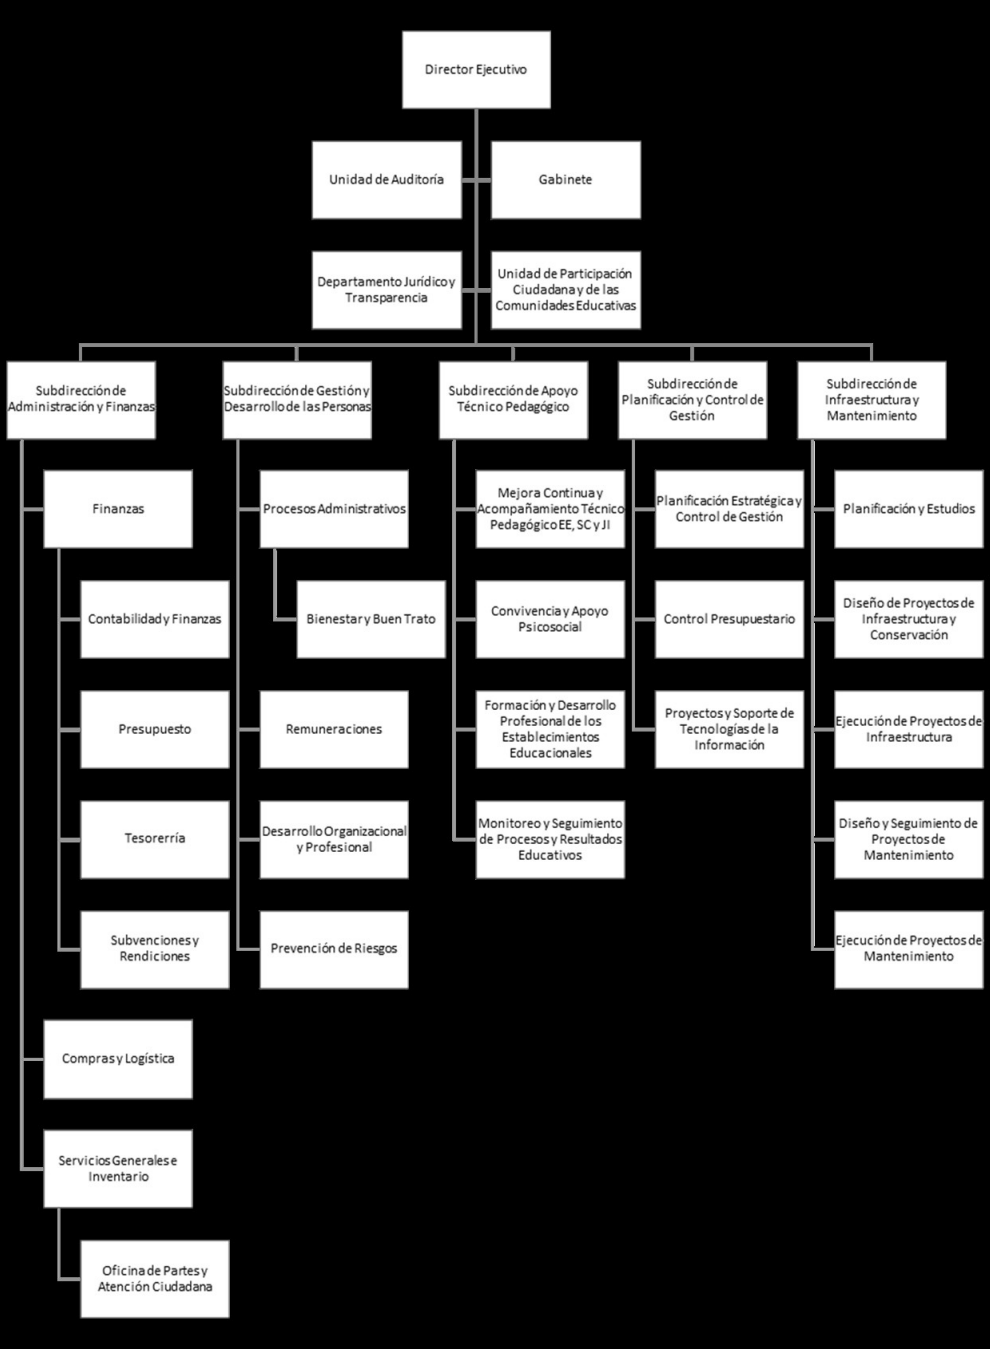 Director Ejecutivo
Unidad de Auditoría
Gabinete
Departamento Jurídico y
Transparencia
Unidad de Participación
Ciudadana y de las
Comunidades Educativas
Subdirección de
Administración y Finanzas
Subdirección de Gestión y
Desarrollo de las Personas
Subdirección de Apoyo
Técnico Pedagógico
Subdirección de
Planificación y Control de
Gestión
Subdirección de
Infraestructura y
Mantenimiento
Finanzas
Contabilidad y Finanzas
Presupuesto
Tesorerría
Subvenciones y
Rendiciones
Compras y Logística
Servicios Generales e
Inventario
Oficina de Partes y
Atención Ciudadana
Procesos Administrativos
Bienestar y Buen Trato
Remuneraciones
Desarrollo Organizacional
y Profesional
Prevención de Riesgos
Mejora Continua y
Acompañamiento Técnico
Pedagógico EE, SC y JI
Convivencia y Apoyo
Psicosocial
Formación y Desarrollo
Profesional de los
Establecimientos
Educacionales
Monitoreo y Seguimiento
de Procesos y Resultados
Educativos
Planificación Estratégica y
Control de Gestión
Control Presupuestario
Proyectos y Soporte de
Tecnologías de la
Información
Planificación y Estudios
Diseño de Proyectos de
Infraestructura y
Conservación
Ejecución de Proyectos de
Infraestructura
Diseño y Seguimiento de
Proyectos de
Mantenimiento
Ejecución de Proyectos de
Mantenimiento